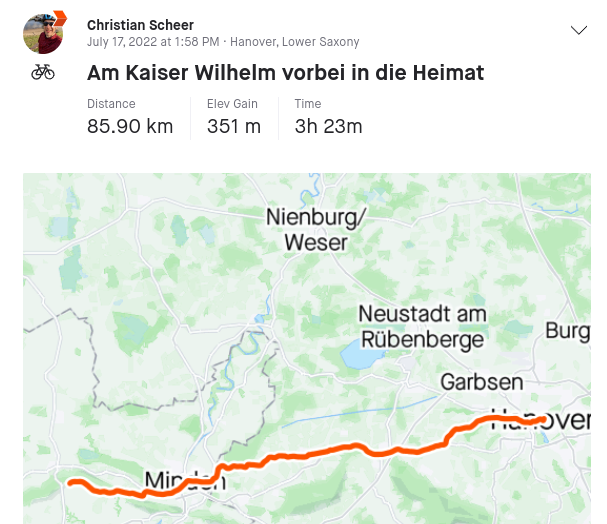 Christian Scheer
July 17, 2022 at 1:58 PM · Hanover, Lower Saxony
Am Kaiser Wilhelm vorbei in die Heimat
Distance
Elev Gain
Time
85.90 km
351 m
3h 23m
Nienburg/
Weser
Neustadt am
Rübenberge
Burg
Garbsen
Hanover
Minden